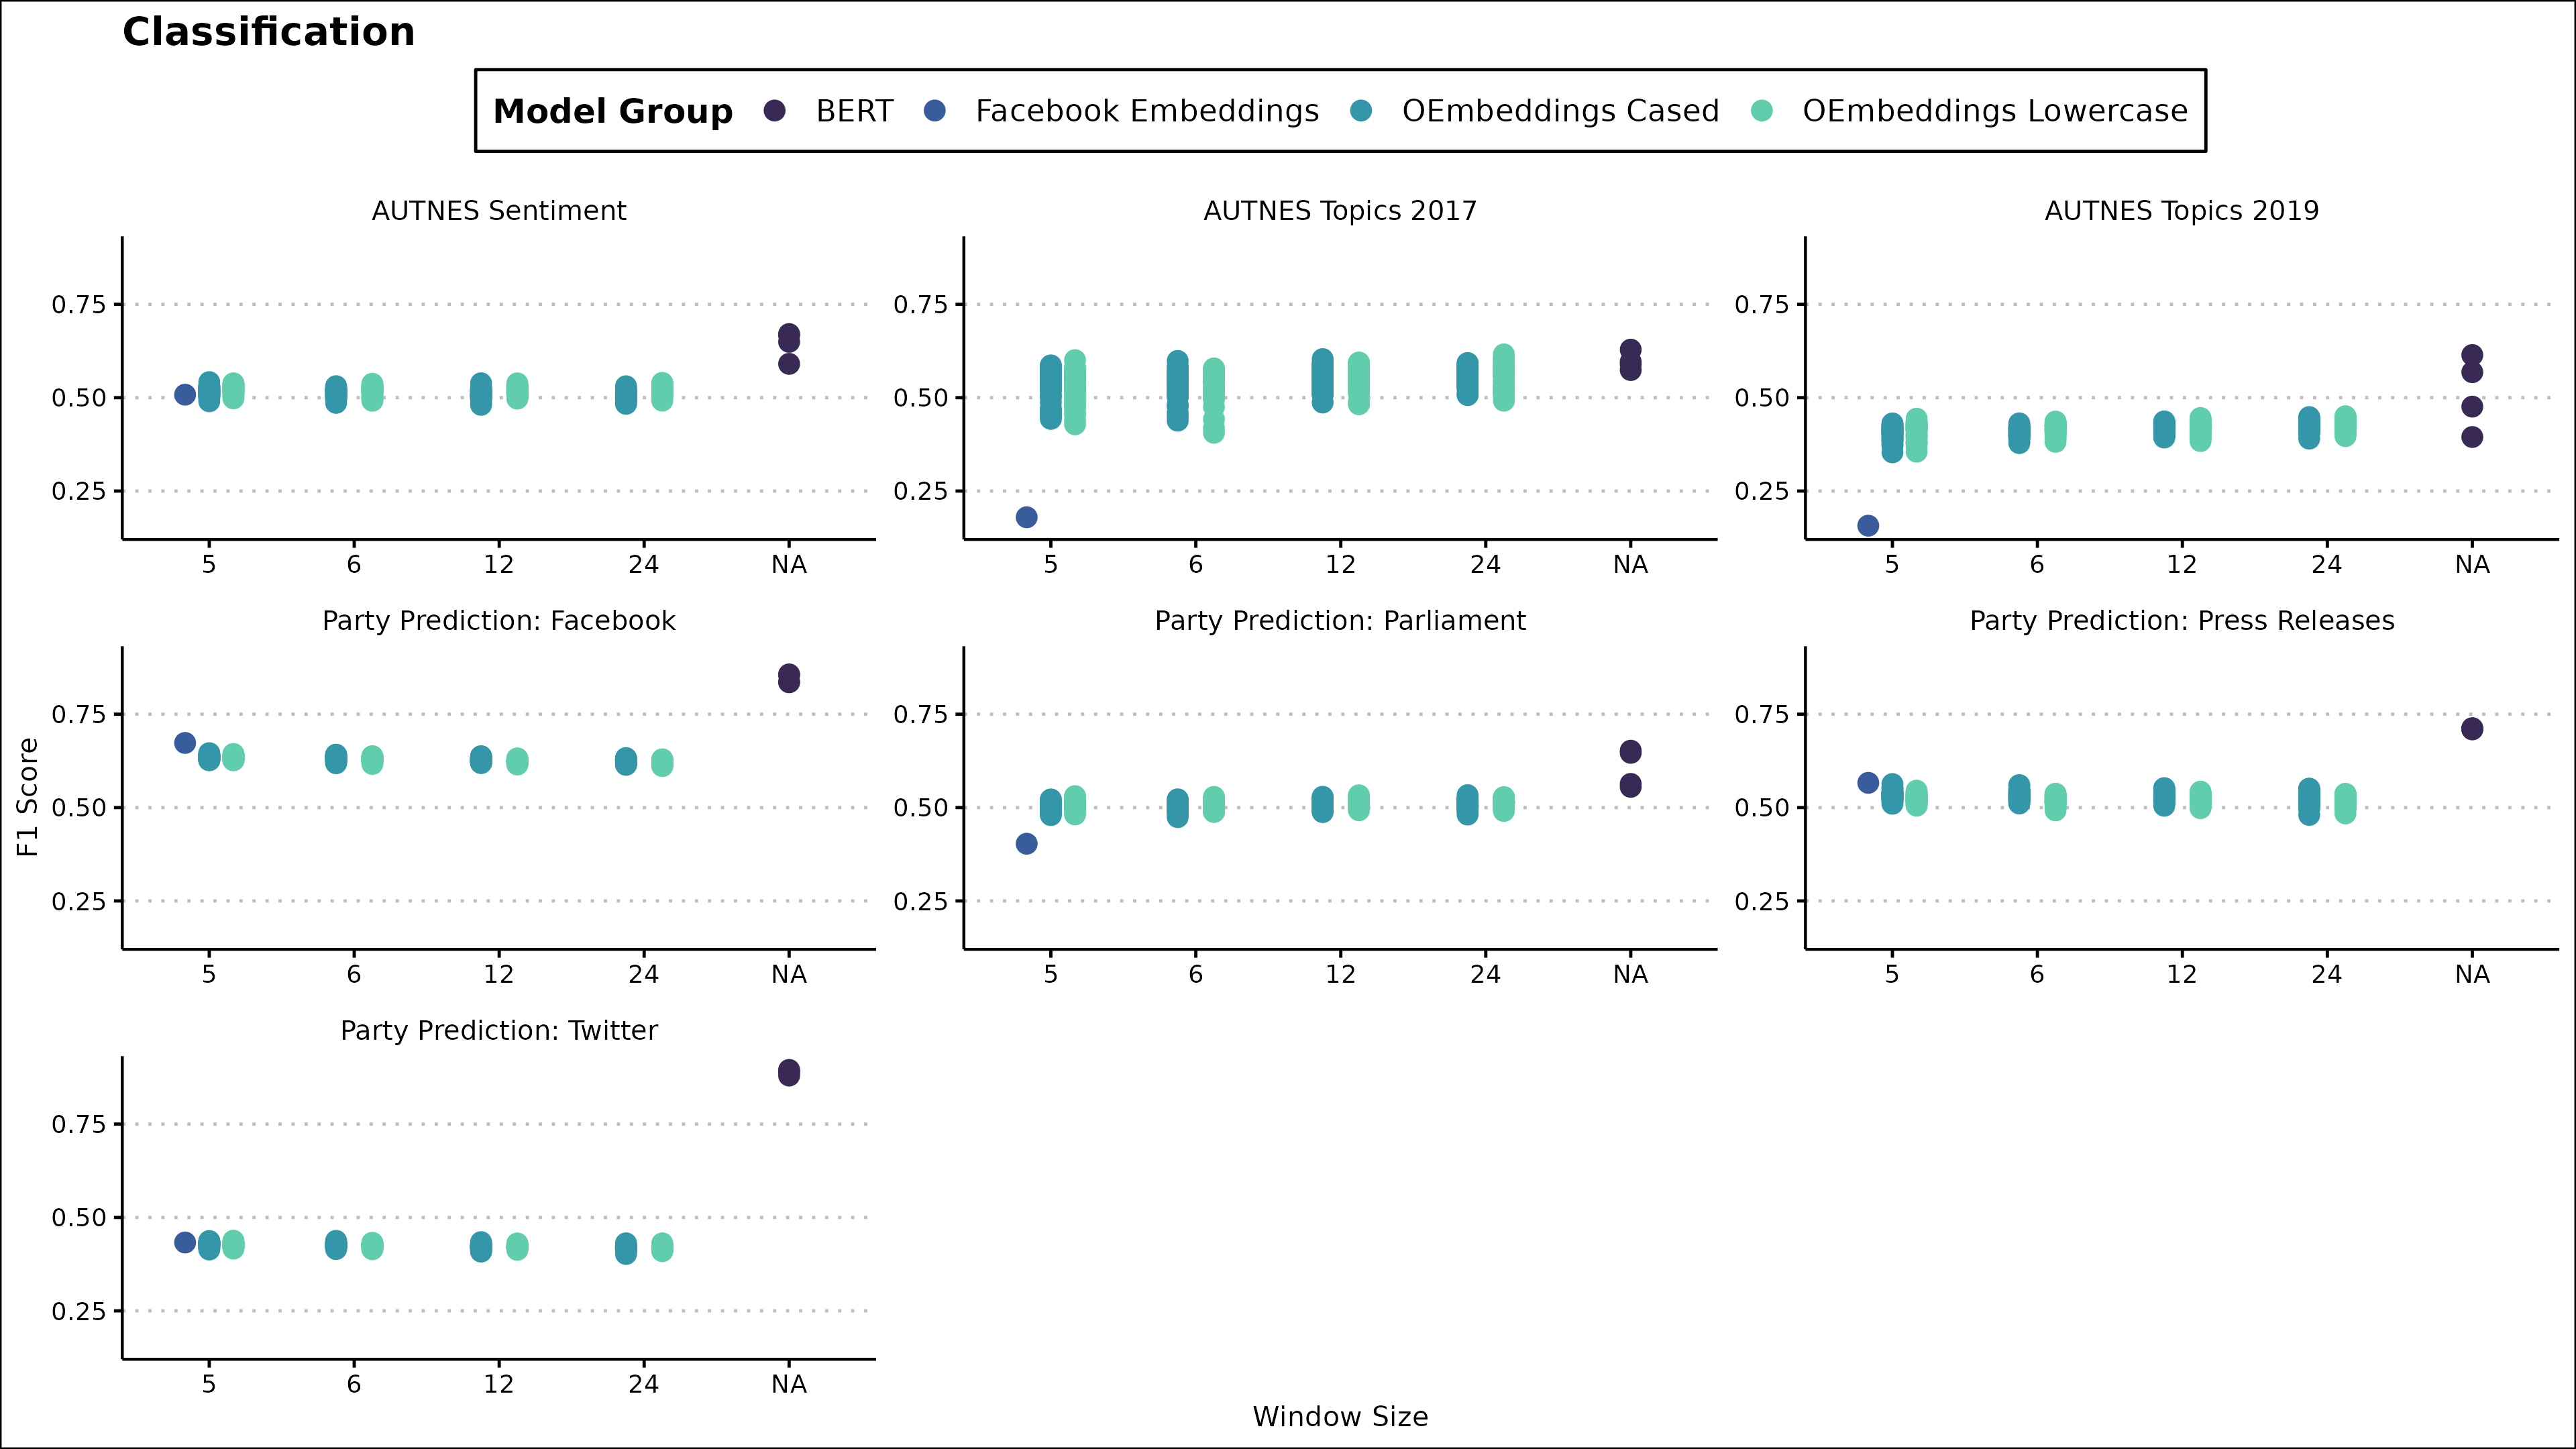 Classification
Model Group BERT Facebook Embeddings OEmbeddings Cased OEmbeddings Lowercase
AUTNES Sentiment AUTNES Topics 2017 AUTNES Topics 2019
0.75 0.75 0.75
0.50 0.50 0.50
0.25 0.25 0.25
5 6 12 24 NA 5 6 12 24 NA 5 6 12 24 NA
Party Prediction: Facebook Party Prediction: Parliament Party Prediction: Press Releases
F1 Score
0.75 0.75 0.75
0.50 0.50 0.50
0.25 0.25 0.25
5 6 12 24 NA 5 6 12 24 NA 5 6 12 24 NA
Party Prediction: Twitter
0.75
0.50
0.25
5 6 12 24 NA
Window Size